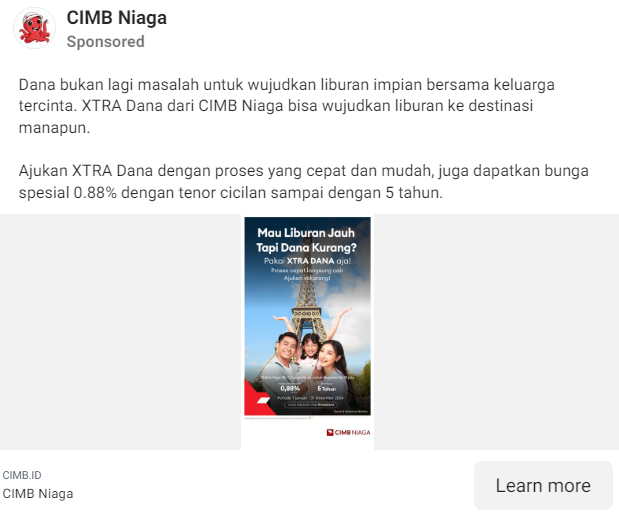 CIMB Niaga
Sponsored
Dana bukan lagi masalah untuk wujudkan liburan impian bersama keluarga
tercinta. XTRA Dana dari CIMB Niaga bisa wujudkan liburan ke destinasi
manapun.
Ajukan XTRA Dana dengan proses yang cepat dan mudah, juga dapatkan bunga
spesial 0.88% dengan tenor cicilan sampai dengan 5 tahun.
Mau Liburan Jauh
Tapi Dana Kurang?
Pakai XTRA DANA aja!
Proses cepat langsung cair
Ajukan sekarang!
0,88%
5 Tahun
Periode 1 Januari - 31 Desember 2024
CIMB NIAGA
CIMB.ID
CIMB Niaga
Learn more